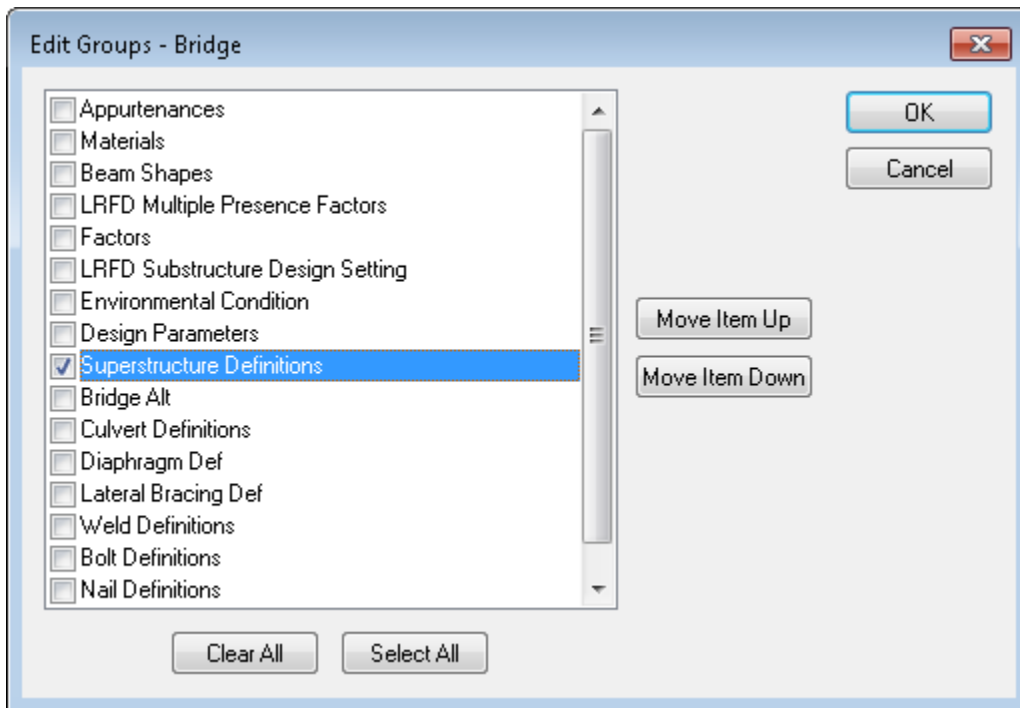 Edit Groups - Bridge
Appurtenances
Materials
Beam Shapes
LRFD Multiple Presence Factors
Factors
LRFD Substructure Design Setting
Environmental Condition
Design Parameters
Superstructure Definitions
Bridge Alt
Culvert Definitions
Diaphragm Def
Lateral Bracing Def
Weld Definitions
Bolt Definitions
Nail Definitions
OK
Cancel
Move Item Up
Move Item Down
Clear All
Select All